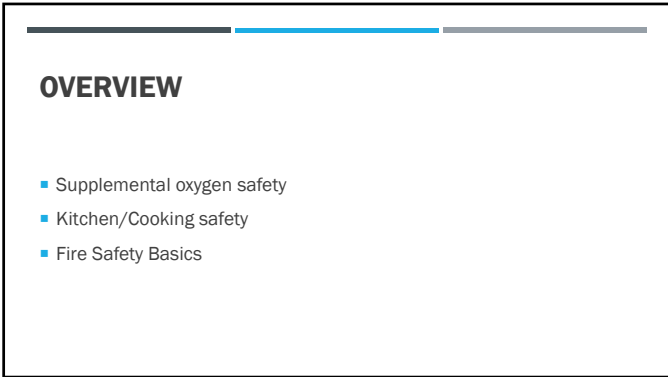 OVERVIEW
Supplemental oxygen safety
Kitchen/Cooking safety
Fire Safety Basics